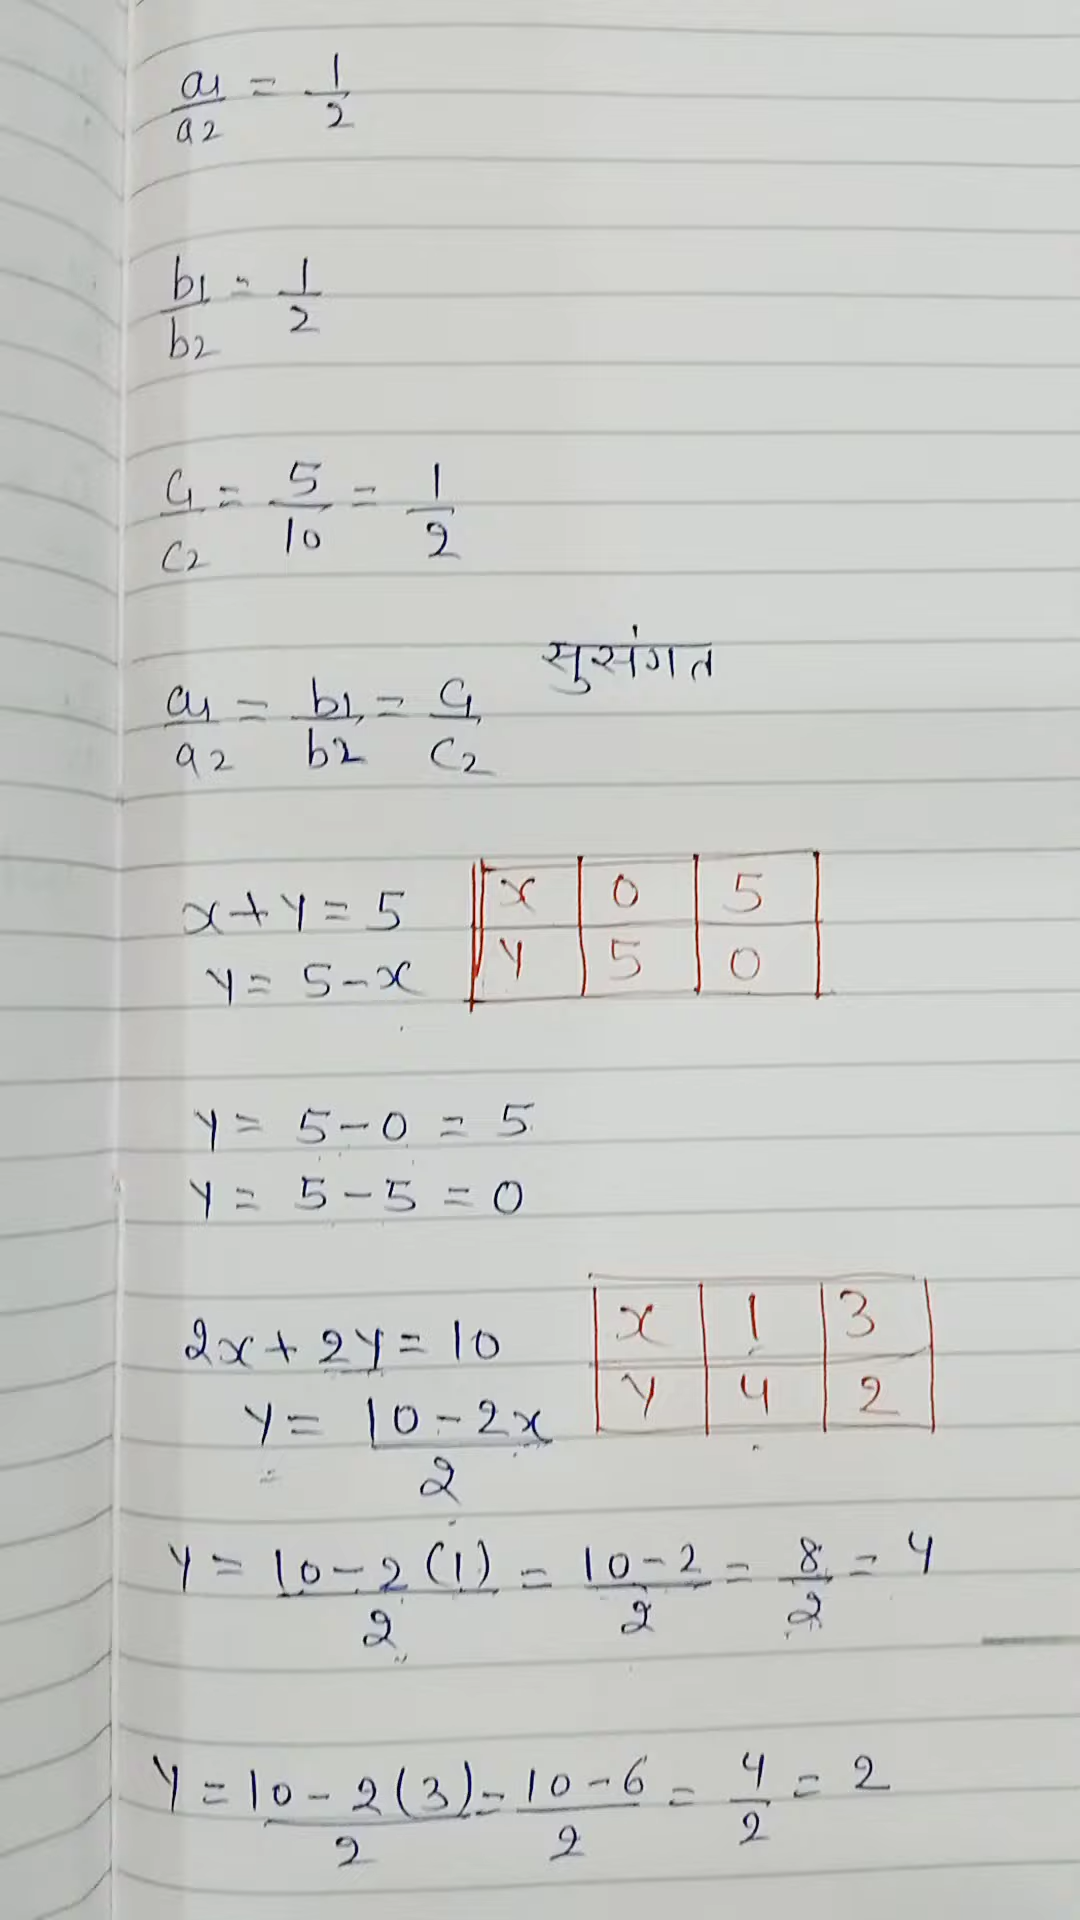 a1/a2 = 1/2
b1/b2 = 1/2
c1/c2 = 5/10 = 1/2
सुसंगत
a1/a2 = b1/b2 = c1/c2
x+y = 5
x 0 5
y = 5-x
y 5 0
y = 5-0 = 5
y = 5-5 = 0
2x+2y = 10
x 1 3
y = 10-2x/2
y 4 2
y = 10-2(1)/2 = 10-2/2 = 8/2 = 4
y = 10-2(3)/2 = 10-6/2 = 4/2 = 2